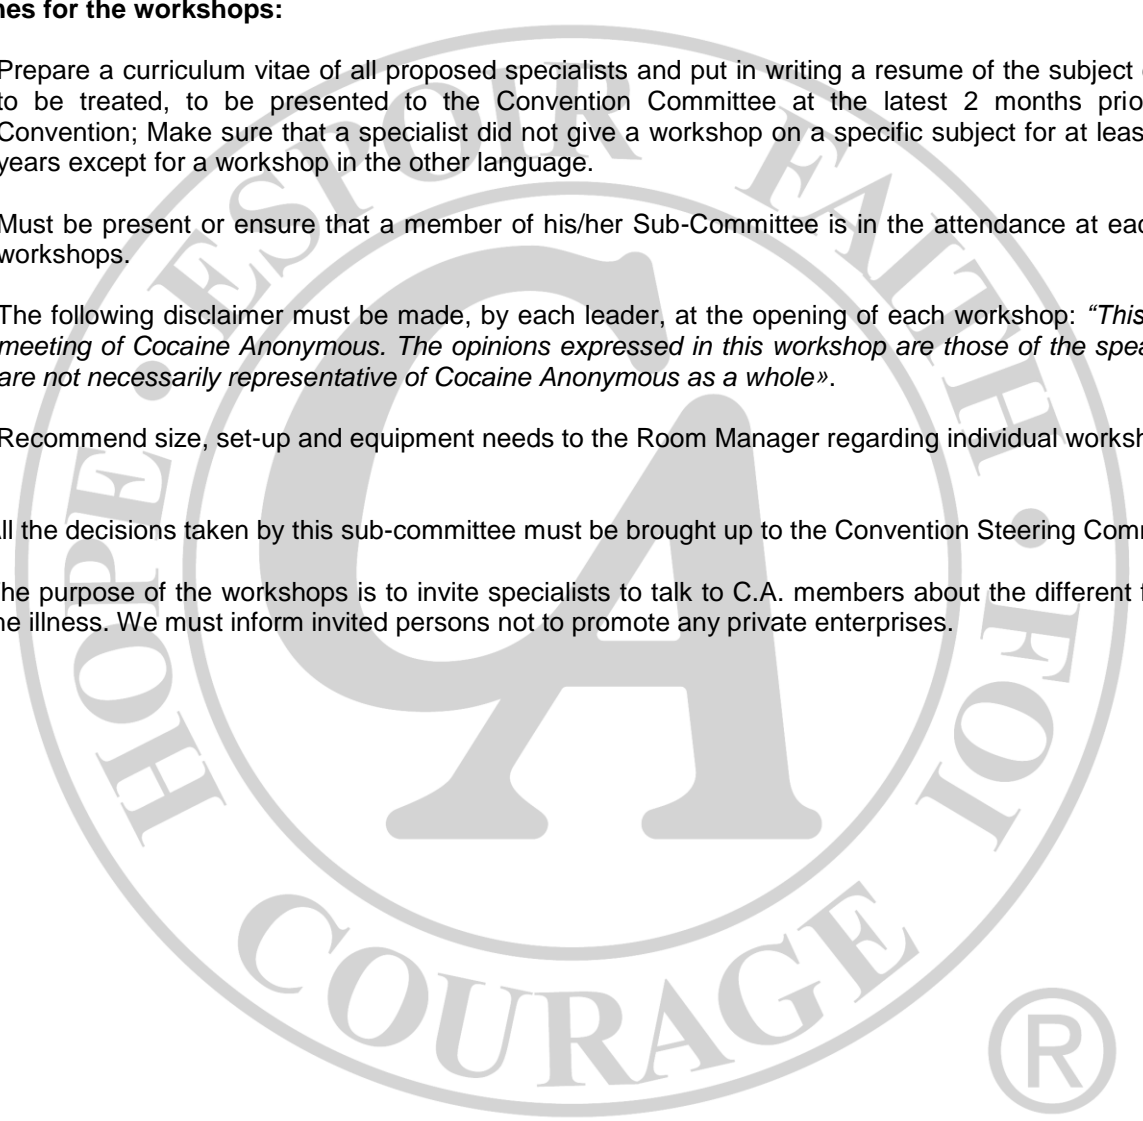 nes for the workshops:
Prepare a curriculum vitae of all proposed specialists and put in writing a resume of the subject
to be treated, to be presented to the Convention Committee at the latest 2 months prio
Convention; Make sure that a specialist did not give a workshop on a specific subject for at leas
years except for a workshop in the other language.
Must be present or ensure that a member of his/her Sub-Committee is in the attendance at eac
workshops.
The following disclaimer must be made, by each leader, at the opening of each workshop: “This
meeting of Cocaine Anonymous. The opinions expressed in this workshop are those of the spea
are not necessarily representative of Cocaine Anonymous as a whole».
Recommend size, set-up and equipment needs to the Room Manager regarding individual worksh
ll the decisions taken by this sub-committee must be brought up to the Convention Steering Comm
he purpose of the workshops is to invite specialists to talk to C.A. members about the different f
ne illness. We must inform invited persons not to promote any private enterprises.
HOPE • ESPOIR FAITH • FOI COURAGE
CA
®